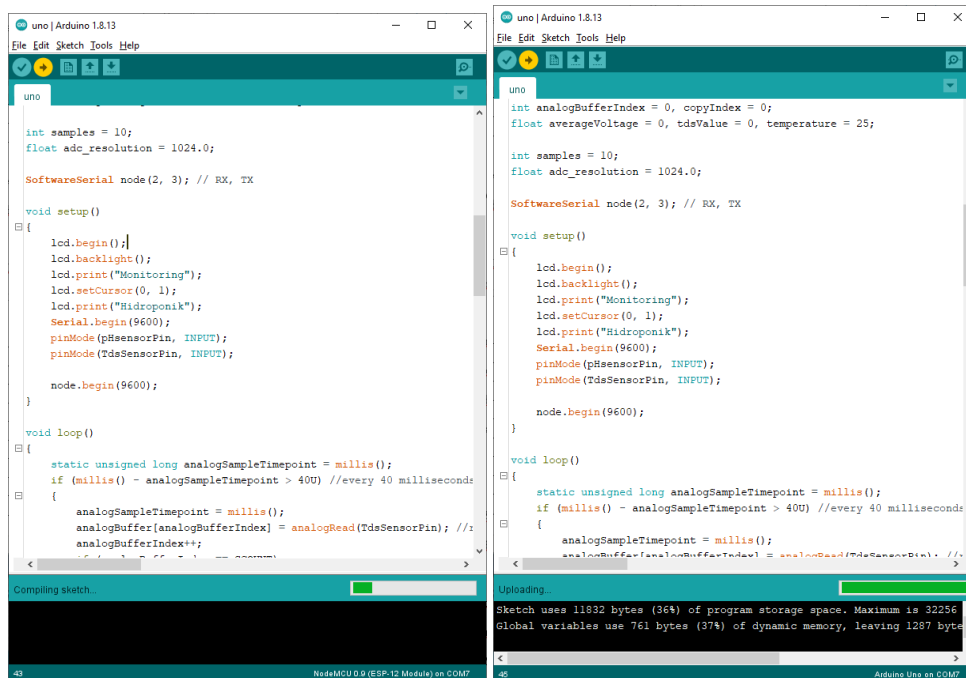 uno | Arduino 1.8.13
File Edit Sketch Tools Help
uno
int samples = 10;
float adc_resolution = 1024.0;
SoftwareSerial node(2, 3); // RX, TX
void setup()
{
lcd.begin();
lcd.backlight();
lcd.print("Monitoring");
lcd.setCursor(0, 1);
lcd.print("Hidroponik");
Serial.begin(9600);
pinMode(pHsensorPin, INPUT);
pinMode(TdsSensorPin, INPUT);
node.begin(9600);
}
void loop()
{
static unsigned long analogSampleTimepoint = millis();
if (millis() - analogSampleTimepoint > 40U) //every 40 milliseconds
{
analogSampleTimepoint = millis();
analogBuffer[analogBufferIndex] = analogRead(TdsSensorPin); //
analogBufferIndex++;
Compiling sketch...
43
NodeMCU 0.9 (ESP-12 Module) on COM7
uno | Arduino 1.8.13
File Edit Sketch Tools Help
uno
int analogBufferIndex = 0, copyIndex = 0;
float averageVoltage = 0, tdsValue = 0, temperature = 25;
int samples = 10;
float adc_resolution = 1024.0;
SoftwareSerial node(2, 3); // RX, TX
void setup()
{
lcd.begin();
lcd.backlight();
lcd.print("Monitoring");
lcd.setCursor(0, 1);
lcd.print("Hidroponik");
Serial.begin(9600);
pinMode(pHsensorPin, INPUT);
pinMode(TdsSensorPin, INPUT);
node.begin(9600);
}
void loop()
{
static unsigned long analogSampleTimepoint = millis();
if (millis() - analogSampleTimepoint > 40U) //every 40 milliseconds
{
analogSampleTimepoint = millis();
analogBuffer[analogBufferIndex] = analogRead(TdsSensorPin); //
Uploading...
Sketch uses 11832 bytes (36%) of program storage space. Maximum is 32256
Global variables use 761 bytes (37%) of dynamic memory, leaving 1287 byte
45
Arduino Uno on COM7